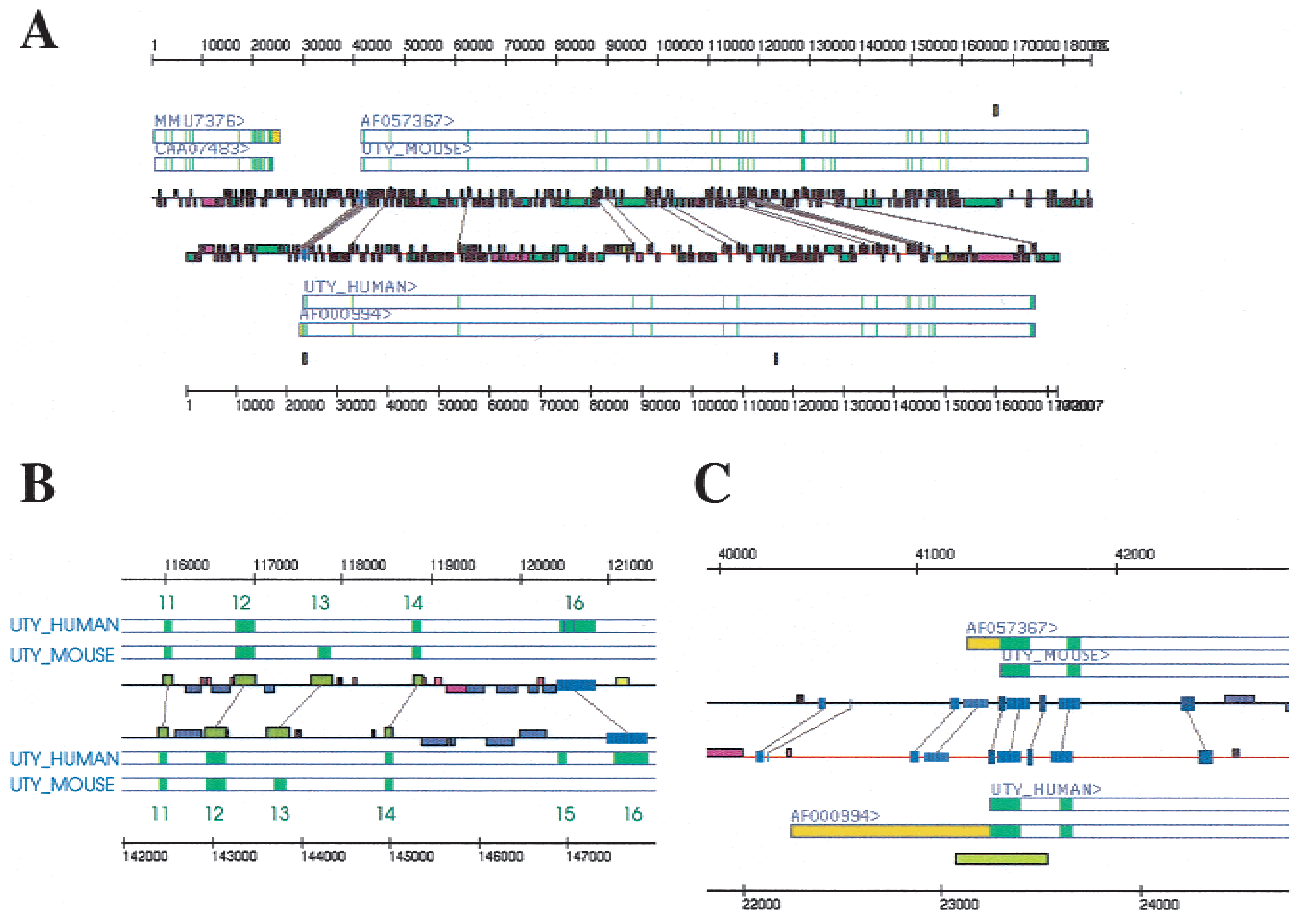 A
1 10000 20000 30000 40000 50000 60000 70000 80000 90000 100000 110000 120000 130000 140000 150000 160000 170000
MMU7376> AF057367>
CAA07483> UTY_MOUSE>
UTY_HUMAN>
AF000994>
1 10000 20000 30000 40000 50000 60000 70000 80000 90000 100000 110000 120000 130000 140000 150000 160000
B
116000 117000 118000 119000 120000 121000
11 12 13 14 16
UTY_HUMAN
UTY_MOUSE
UTY_HUMAN
UTY_MOUSE
11 12 13 14 15 16
142000 143000 144000 145000 146000 147000
C
40000 41000 42000
AF057367>
UTY_MOUSE>
UTY_HUMAN>
AF000994>
22000 23000 24000